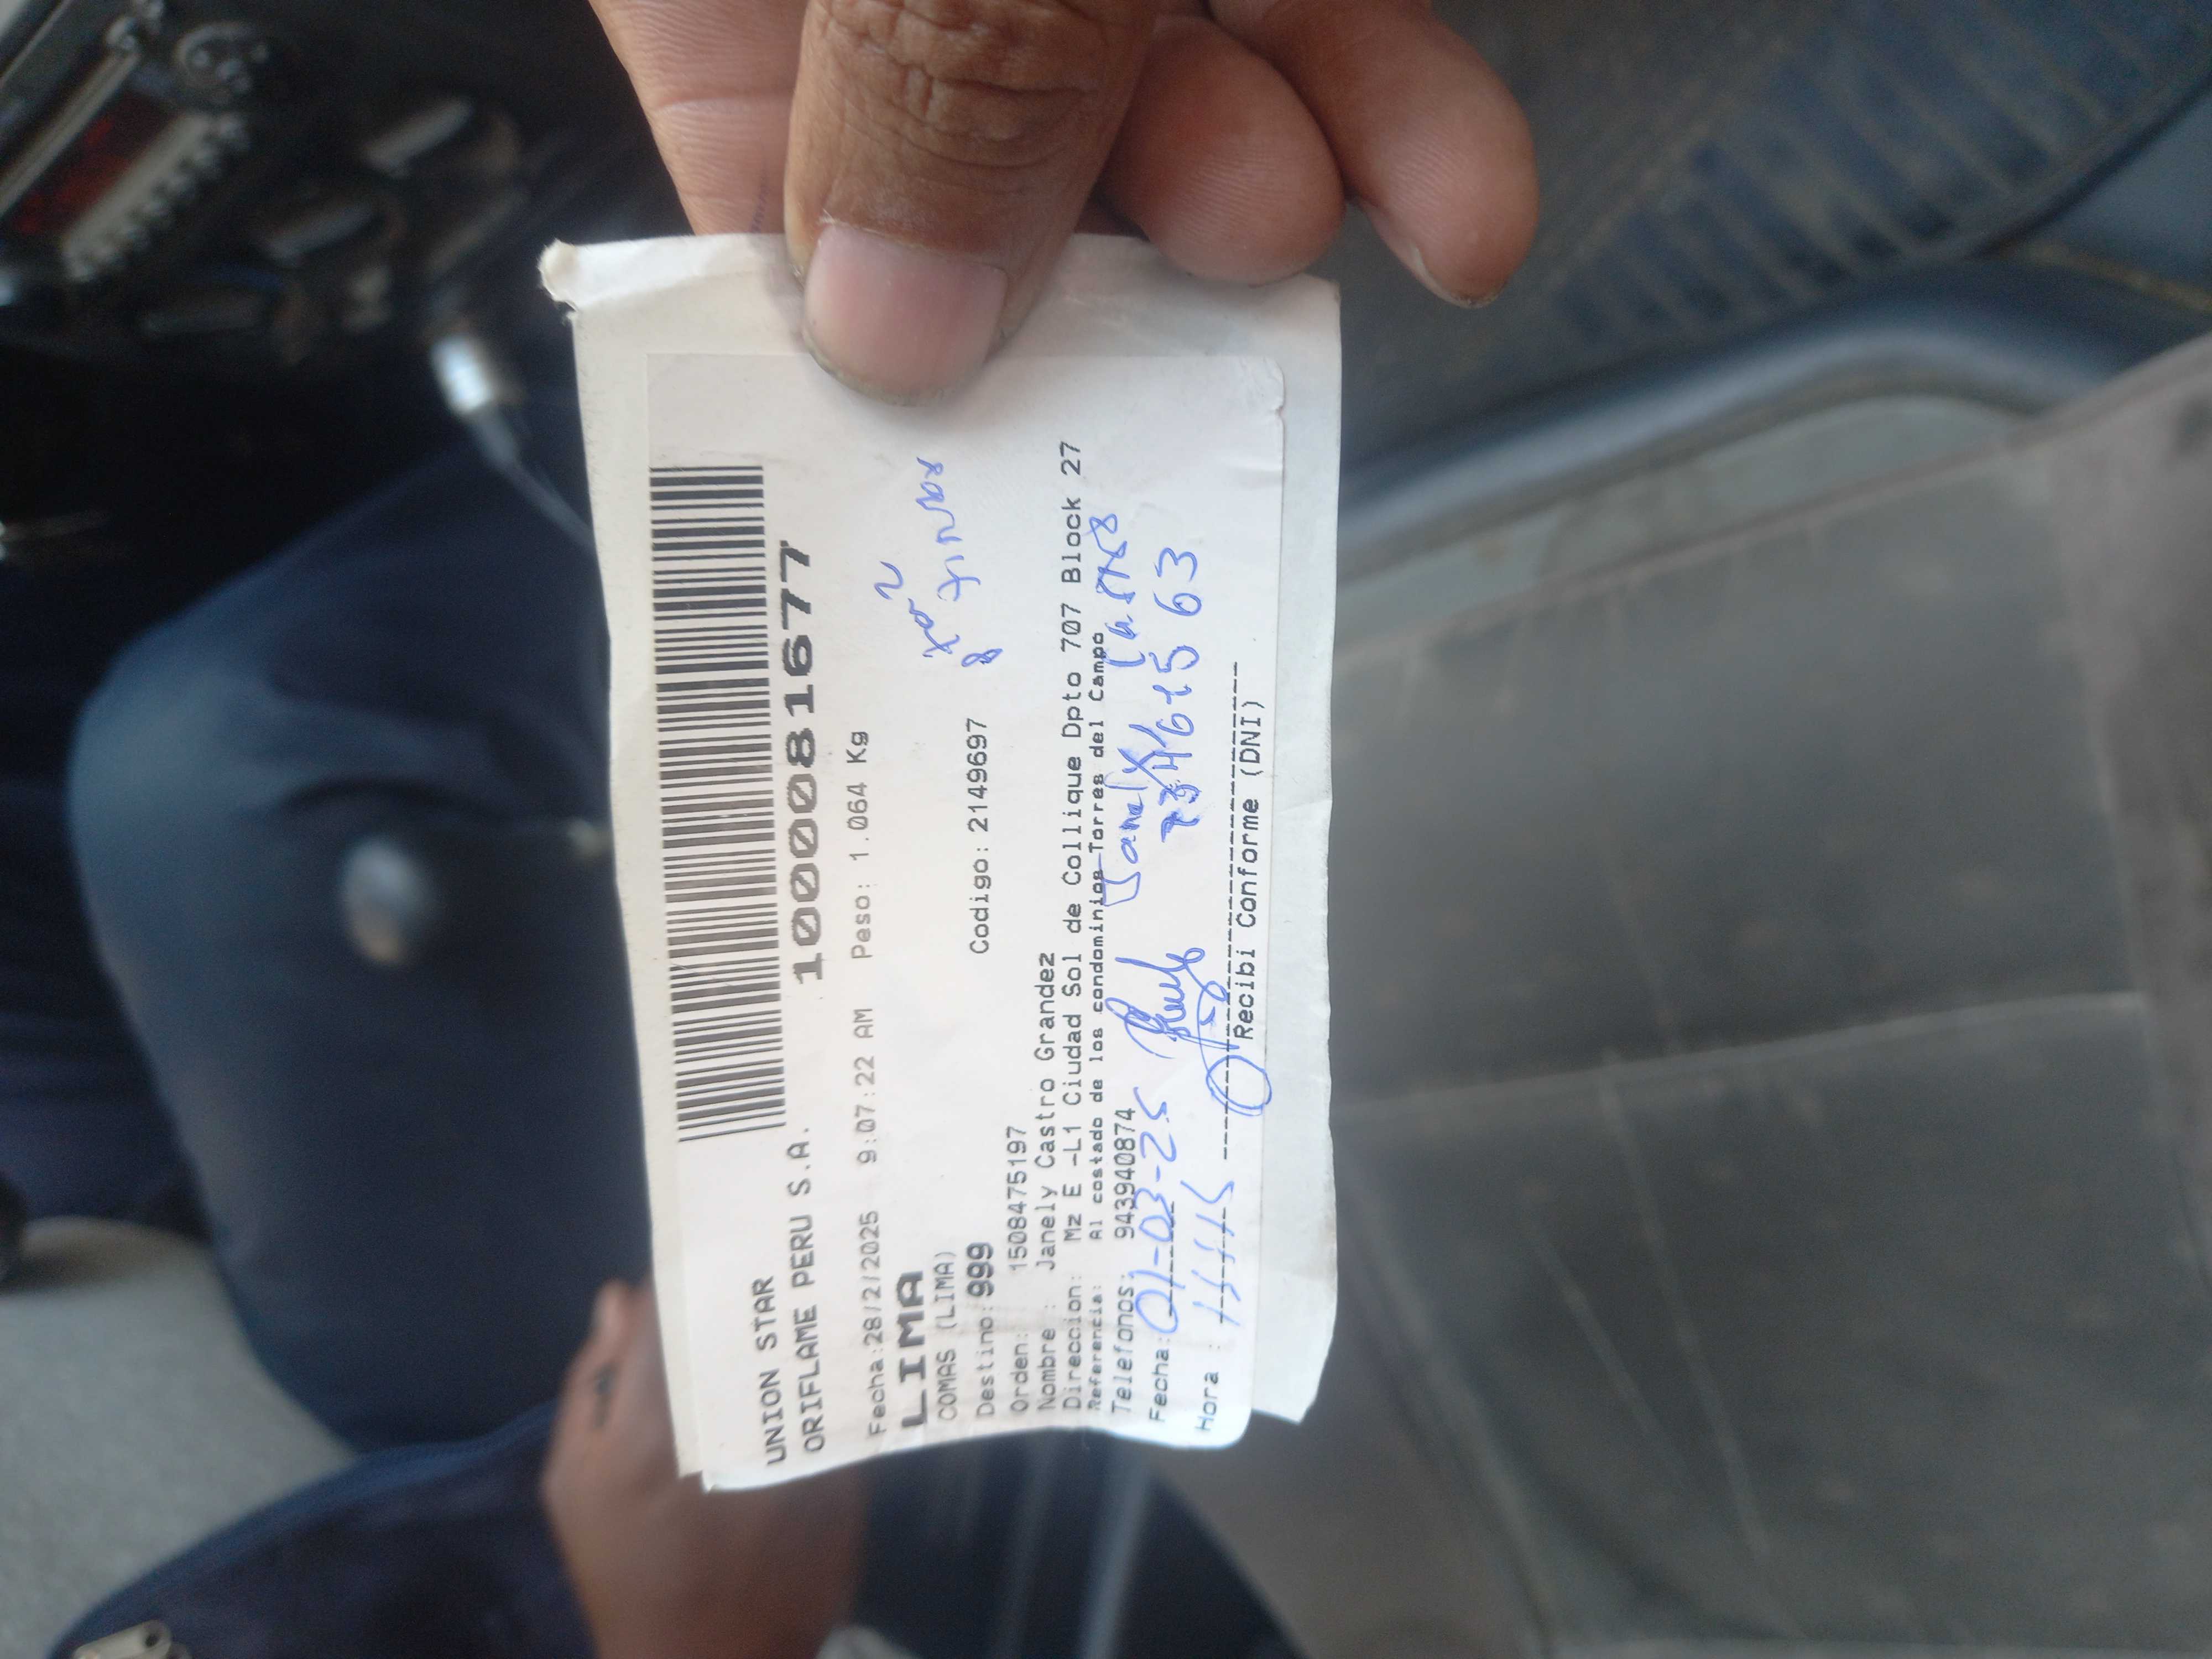 UNION STAR
ORIFLAME PERU S.A.
1000081677
Fecha:28/2/2025 9:07:22 AM Peso: 1.064 Kg
LIMA
COMAS (LIMA)
Destino:999 Codigo: 2149697
Orden: 1508475197
Nombre : Janely Castro Grandez
Direccion: Mz E -L1 Ciudad Sol de Collique Dpto 707 Block 27
Referencia: Al costado de los condominios Torres del Campo
Telefonos: 943940874
Fecha: 01-03-25
Hora :
Recibi Conforme (DNI)